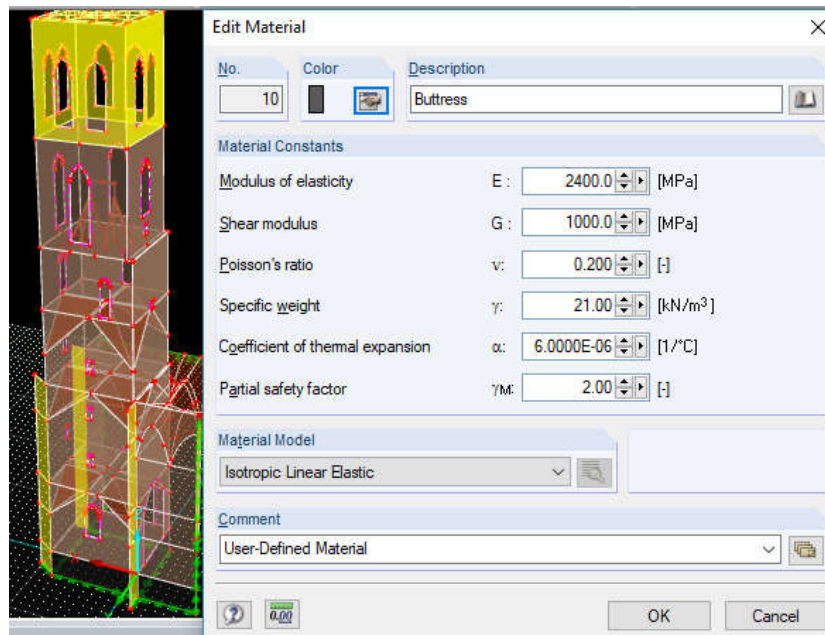 Edit Material
No. Color Description
10 Buttress
Material Constants
Modulus of elasticity E : 2400.0 [MPa]
Shear modulus G : 1000.0 [MPa]
Poisson's ratio ν: 0.200 [-]
Specific weight γ: 21.00 [kN/m³]
Coefficient of thermal expansion α: 6.0000E-06 [1/°C]
Partial safety factor γM: 2.00 [-]
Material Model
Isotropic Linear Elastic
Comment
User-Defined Material
0.00 OK Cancel